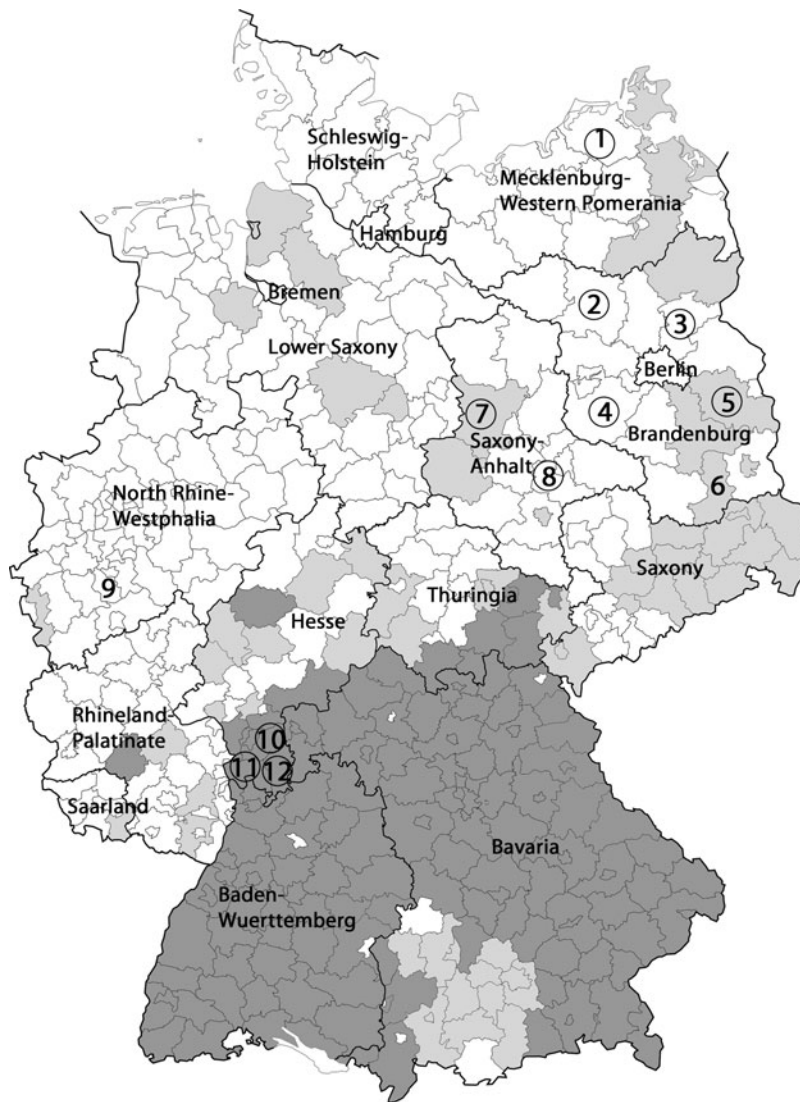 1
Schleswig-
Holstein
Mecklenburg-
Western Pomerania
Hamburg
Bremen
2
3
Lower Saxony
Berlin
7
4
5
Brandenburg
Saxony-
Anhalt
8
6
North Rhine-
Westphalia
9
Saxony
Thuringia
Hesse
Rhineland-
Palatinate
10
11
12
Saarland
Bavaria
Baden-
Wuerttemberg